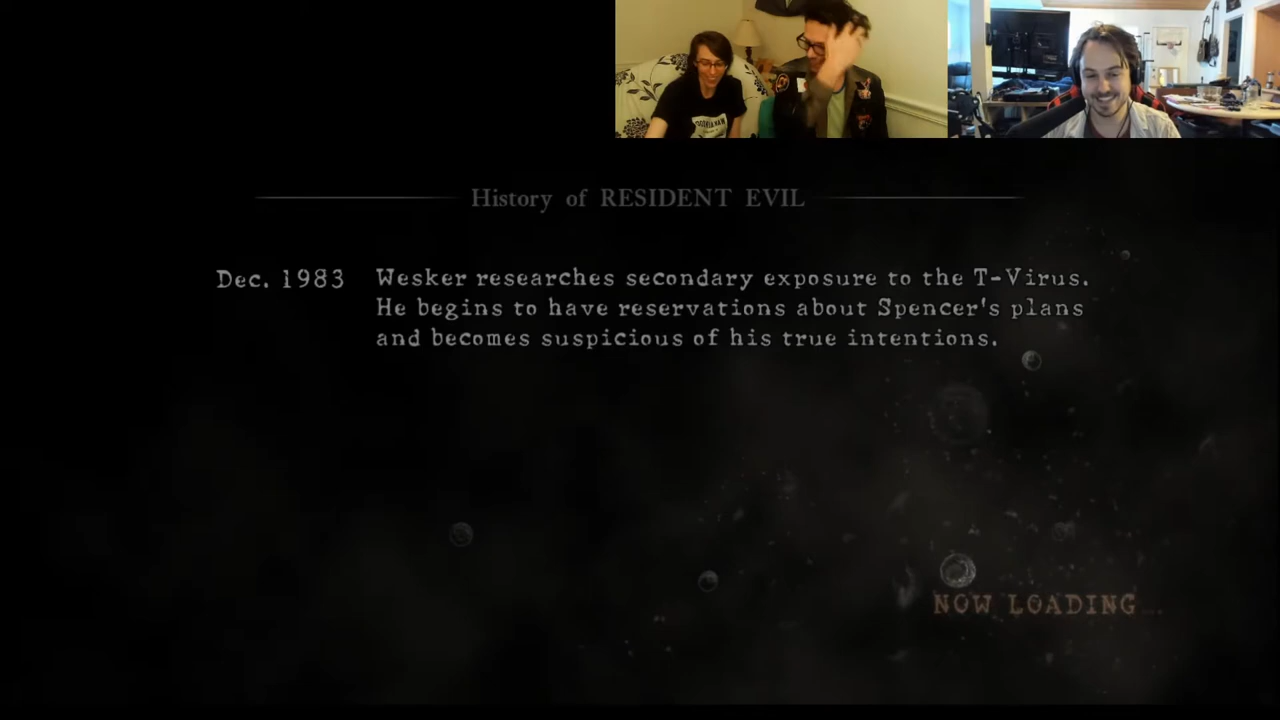 History of RESIDENT EVIL
Dec. 1983 Wesker researches secondary exposure to the T-Virus.
He begins to have reservations about Spencer's plans
and becomes suspicious of his true intentions.
NOW LOADING...